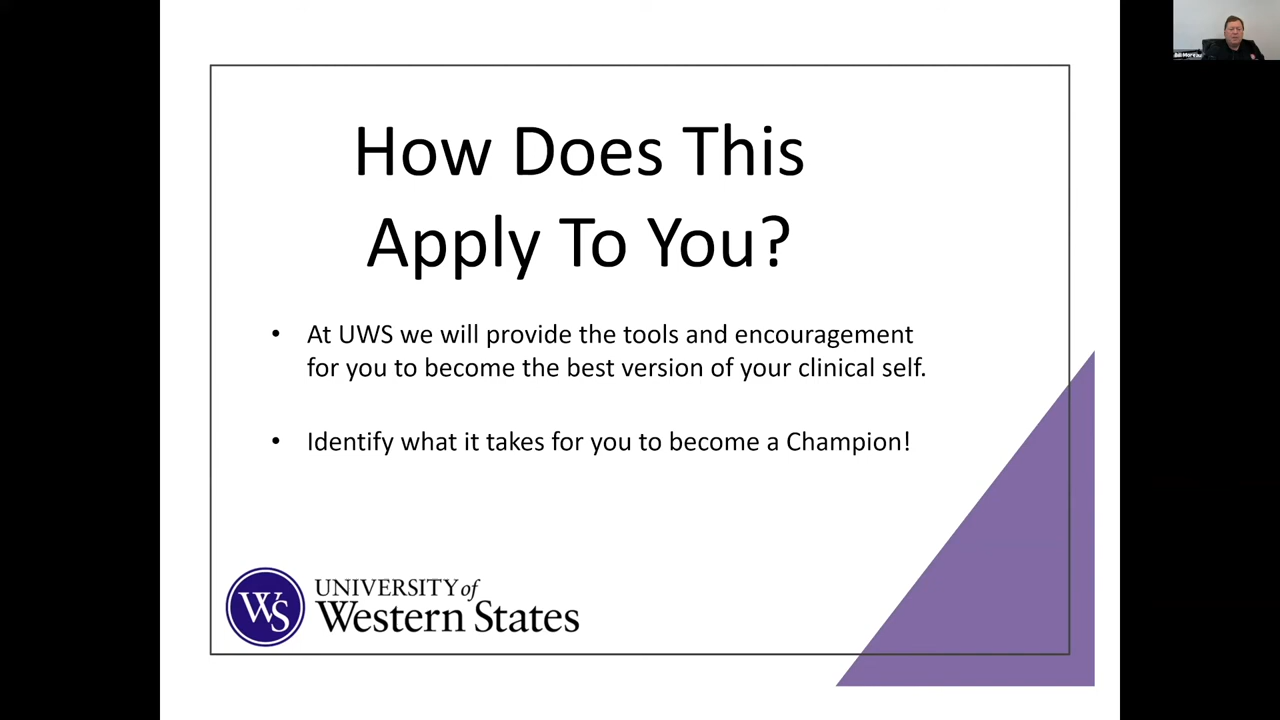 Bill Moreau
How Does This
Apply To You?
• At UWS we will provide the tools and encouragement
for you to become the best version of your clinical self.
• Identify what it takes for you to become a Champion!
WS
UNIVERSITY of
Western States